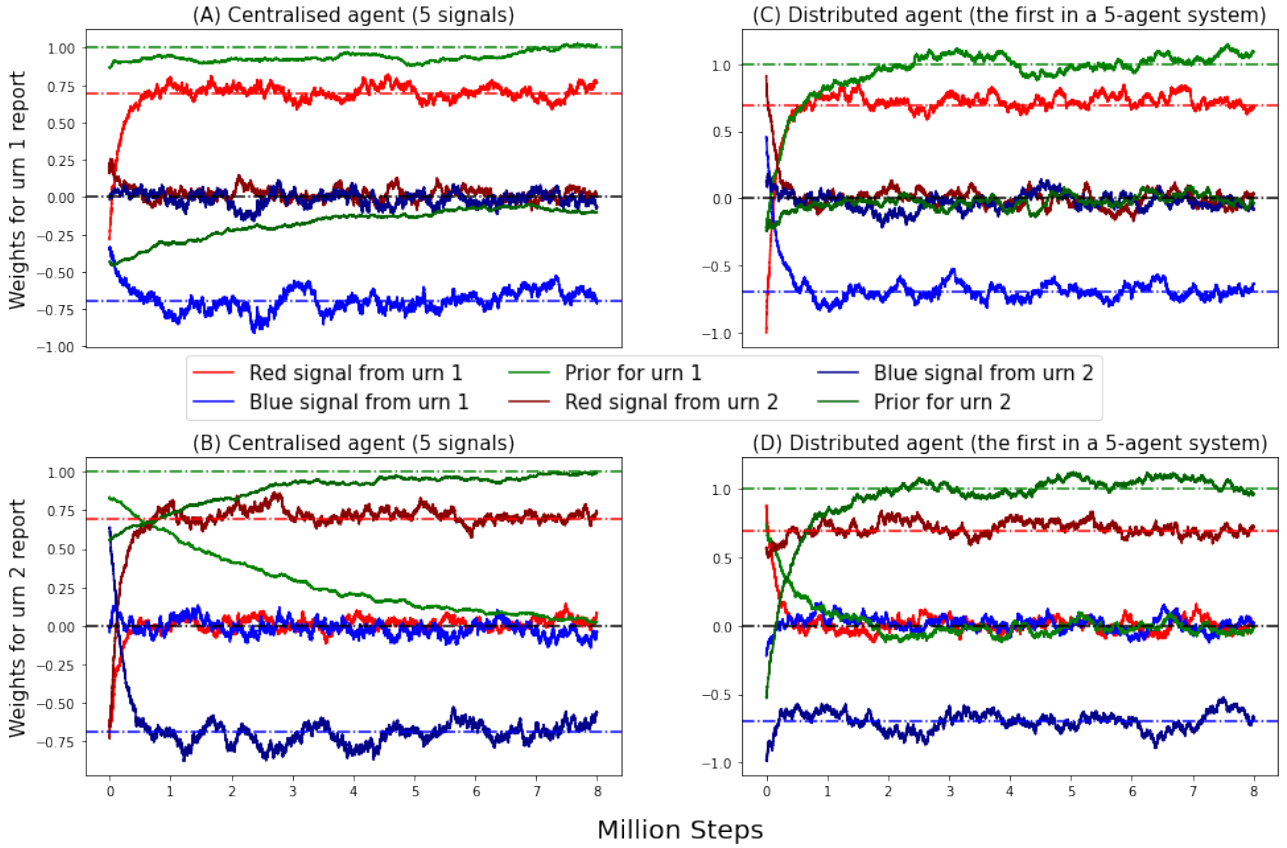 (A) Centralised agent (5 signals)
(C) Distributed agent (the first in a 5-agent system)
Weights for urn 1 report
1.00
0.75
0.50
0.25
0.00
−0.25
−0.50
−0.75
−1.00
1.0
0.5
0.0
−0.5
−1.0
Red signal from urn 1
Prior for urn 1
Blue signal from urn 2
Blue signal from urn 1
Red signal from urn 2
Prior for urn 2
(B) Centralised agent (5 signals)
(D) Distributed agent (the first in a 5-agent system)
Weights for urn 2 report
1.00
0.75
0.50
0.25
0.00
−0.25
−0.50
−0.75
0 1 2 3 4 5 6 7 8
1.0
0.5
0.0
−0.5
−1.0
0 1 2 3 4 5 6 7 8
Million Steps